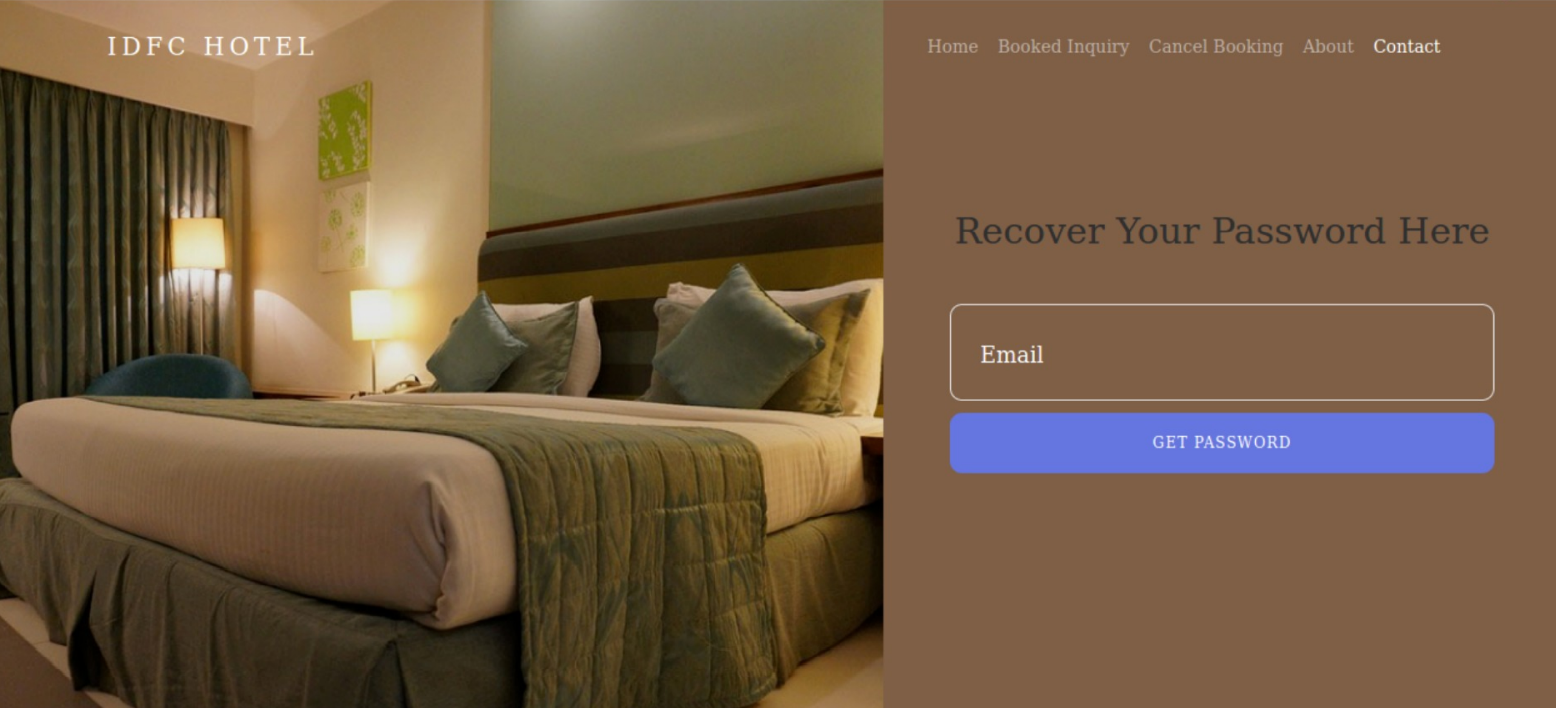 IDFC HOTEL
Home Booked Inquiry Cancel Booking About Contact
Recover Your Password Here
Email
GET PASSWORD